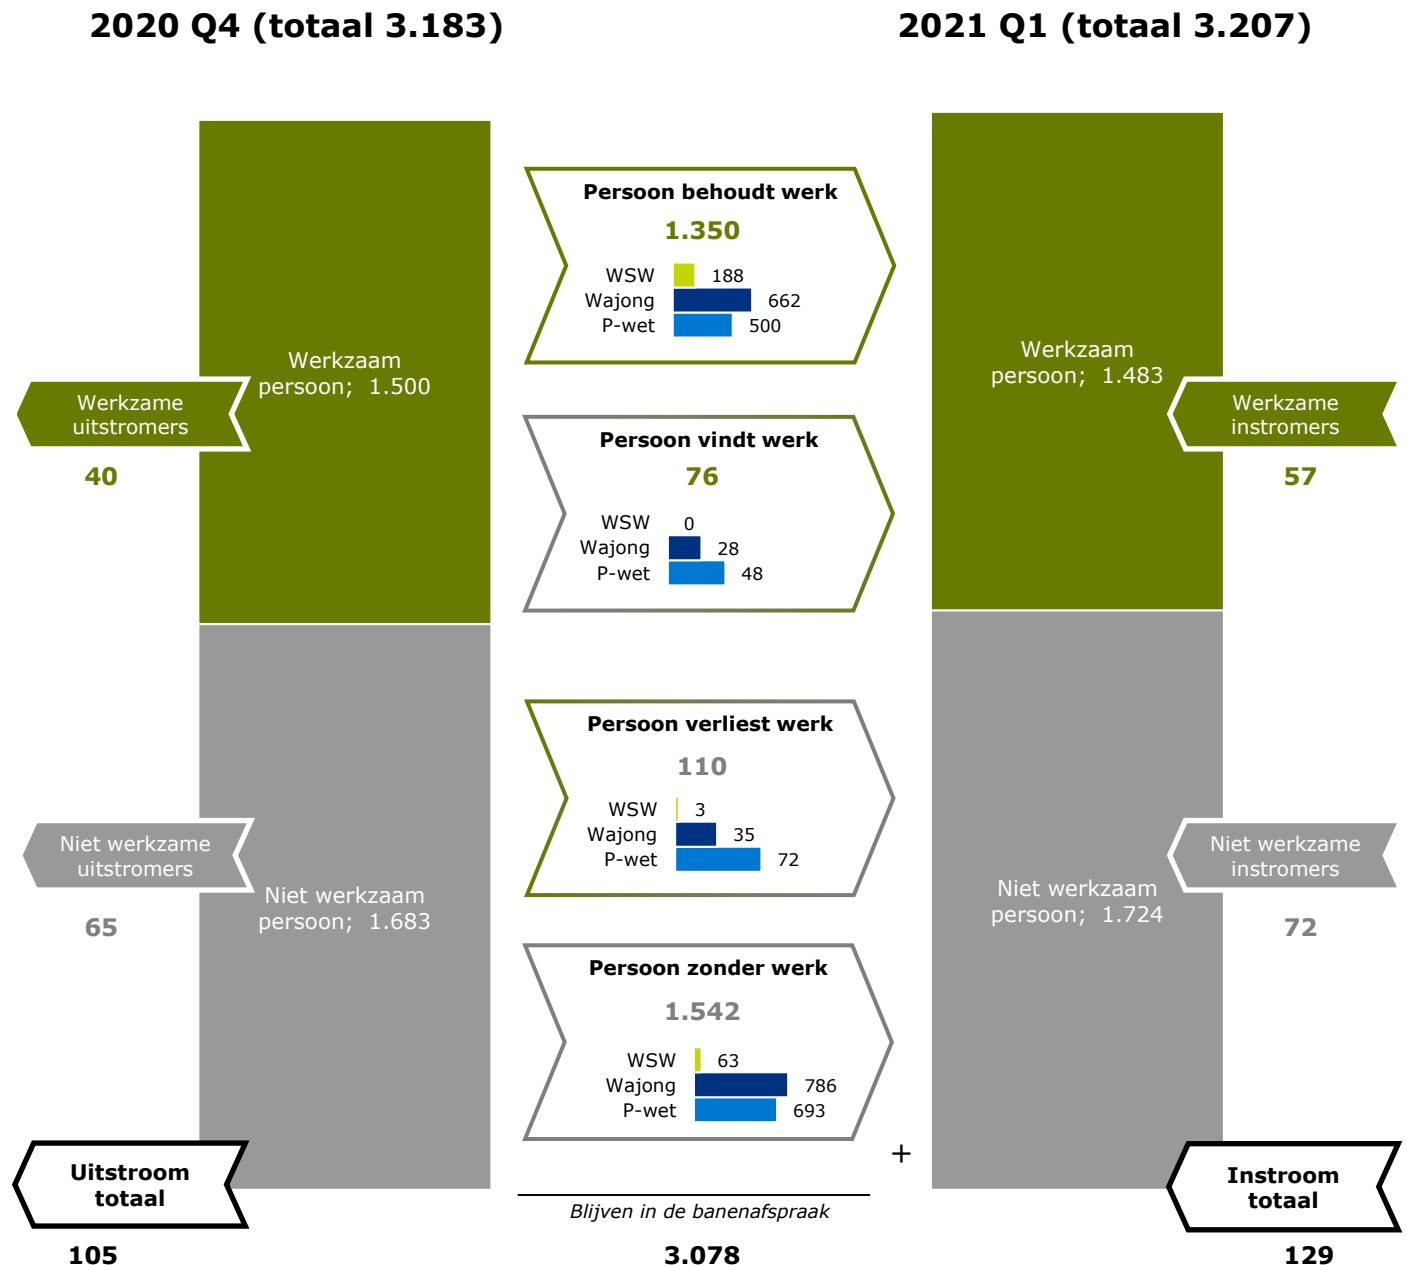 2020 Q4 (totaal 3.183)
2021 Q1 (totaal 3.207)
Werkzaam
persoon;  1.500
Werkzame
uitstromers
40
Niet werkzaam
persoon;  1.683
Niet werkzame
uitstromers
65
Uitstroom
totaal
105
Persoon behoudt werk
1.350
WSW 188
Wajong 662
P-wet 500
Persoon vindt werk
76
WSW 0
Wajong 28
P-wet 48
Persoon verliest werk
110
WSW 3
Wajong 35
P-wet 72
Persoon zonder werk
1.542
WSW 63
Wajong 786
P-wet 693
+
Blijven in de banenafspraak
3.078
Werkzaam
persoon;  1.483
Werkzame
instromers
57
Niet werkzaam
persoon;  1.724
Niet werkzame
instromers
72
Instroom
totaal
129